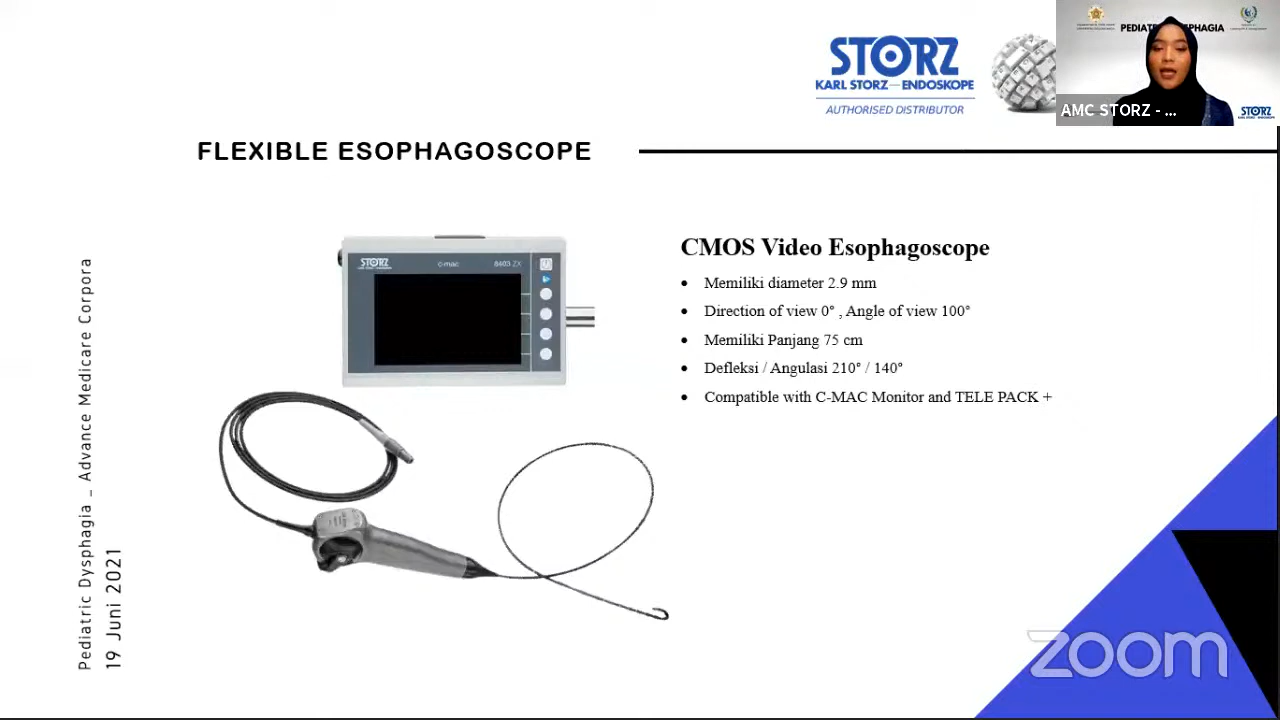 STORZ
KARL STORZ—ENDOSKOPE
AUTHORISED DISTRIBUTOR
PEDIATRIC DYSPHAGIA
AMC STORZ - ...
STORZ
FLEXIBLE ESOPHAGOSCOPE
STORZ
c-mac
8403 ZX
CMOS Video Esophagoscope
• Memiliki diameter 2.9 mm
• Direction of view 0° , Angle of view 100°
• Memiliki Panjang 75 cm
• Defleksi / Angulasi 210° / 140°
• Compatible with C-MAC Monitor and TELE PACK +
Pediatric Dysphagia _ Advance Medicare Corpora
19 Juni 2021
zoom